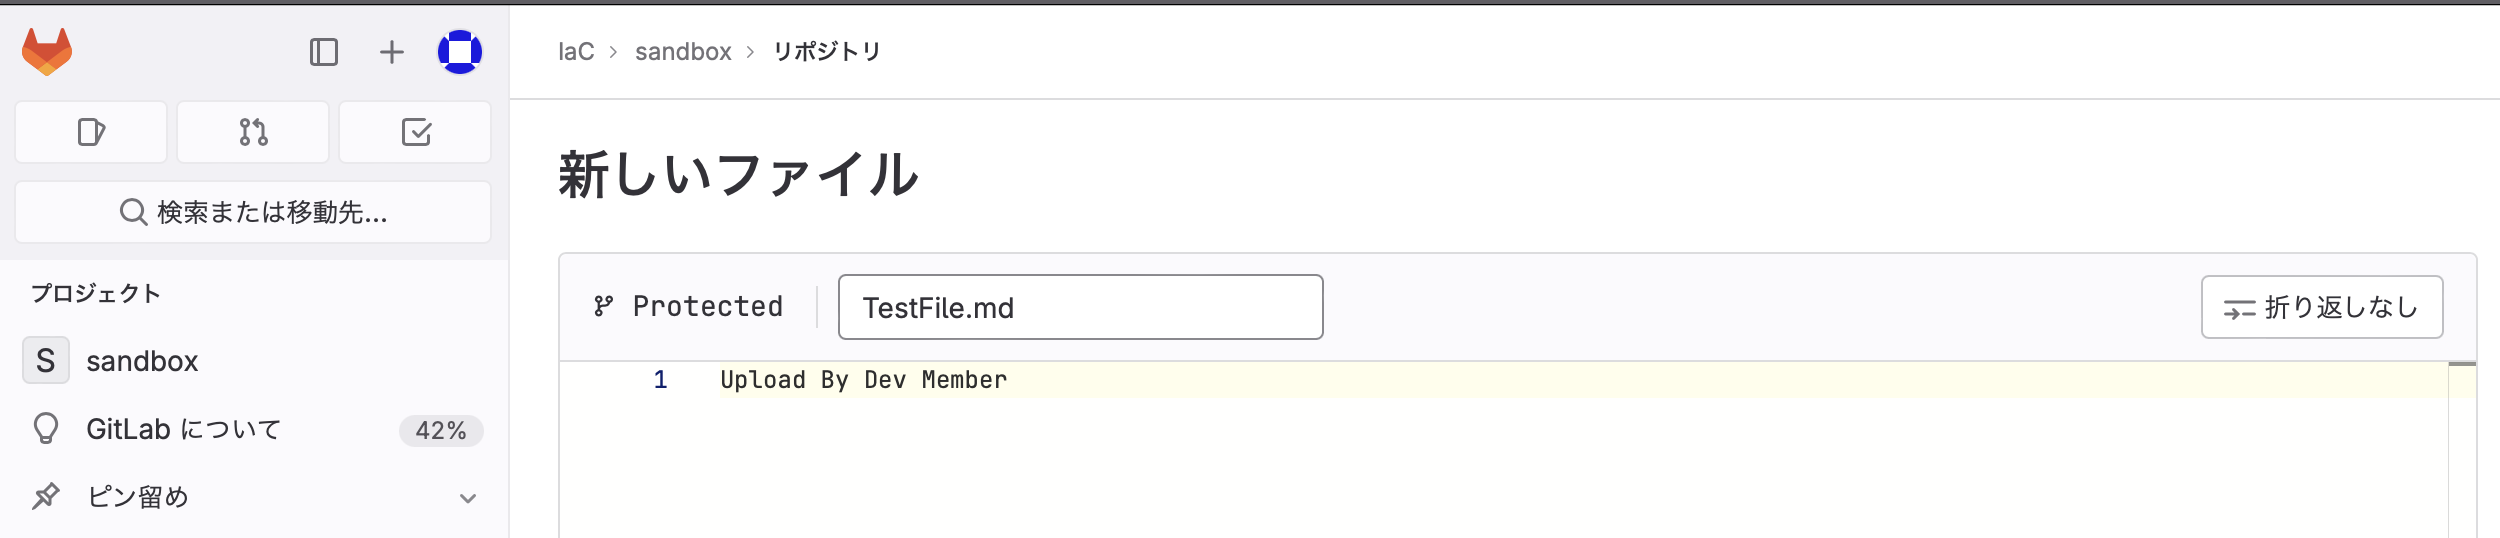 IaC > sandbox > リポジトリ
検索または移動先...
プロジェクト
S sandbox
GitLab について 42%
ピン留め
新しいファイル
Protected TestFile.md 折り返しなし
1 Upload By Dev Member